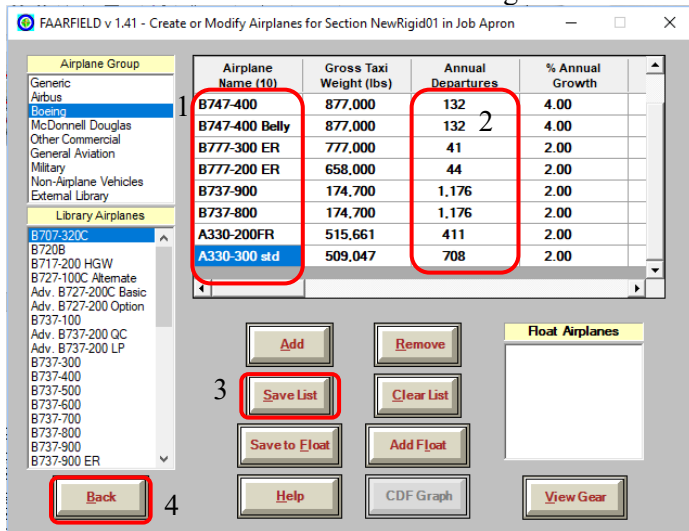 FAARFIELD v 1.41 - Create or Modify Airplanes for Section NewRigid01 in Job Apron
Airplane Group
Generic
Airbus
Boeing
McDonnell Douglas
Other Commercial
General Aviation
Military
Non-Airplane Vehicles
External Library
Library Airplanes
B707-320C
B720B
B717-200 HGW
B727-100C Alternate
Adv. B727-200C Basic
Adv. B727-200 Option
B737-100
Adv. B737-200 QC
Adv. B737-200 LP
B737-300
B737-400
B737-500
B737-600
B737-700
B737-800
B737-900
B737-900 ER
Airplane Name (10) Gross Taxi Weight (lbs) Annual Departures % Annual Growth
1
2
B747-400 877,000 132 4.00
B747-400 Belly 877,000 132 4.00
B777-300 ER 777,000 41 2.00
B777-200 ER 658,000 44 2.00
B737-900 174,700 1,176 2.00
B737-800 174,700 1,176 2.00
A330-200FR 515,661 411 2.00
A330-300 std 509,047 708 2.00
Add Remove
3 Save List Clear List
Save to Float Add Float
Help CDF Graph
Float Airplanes
Back 4
View Gear